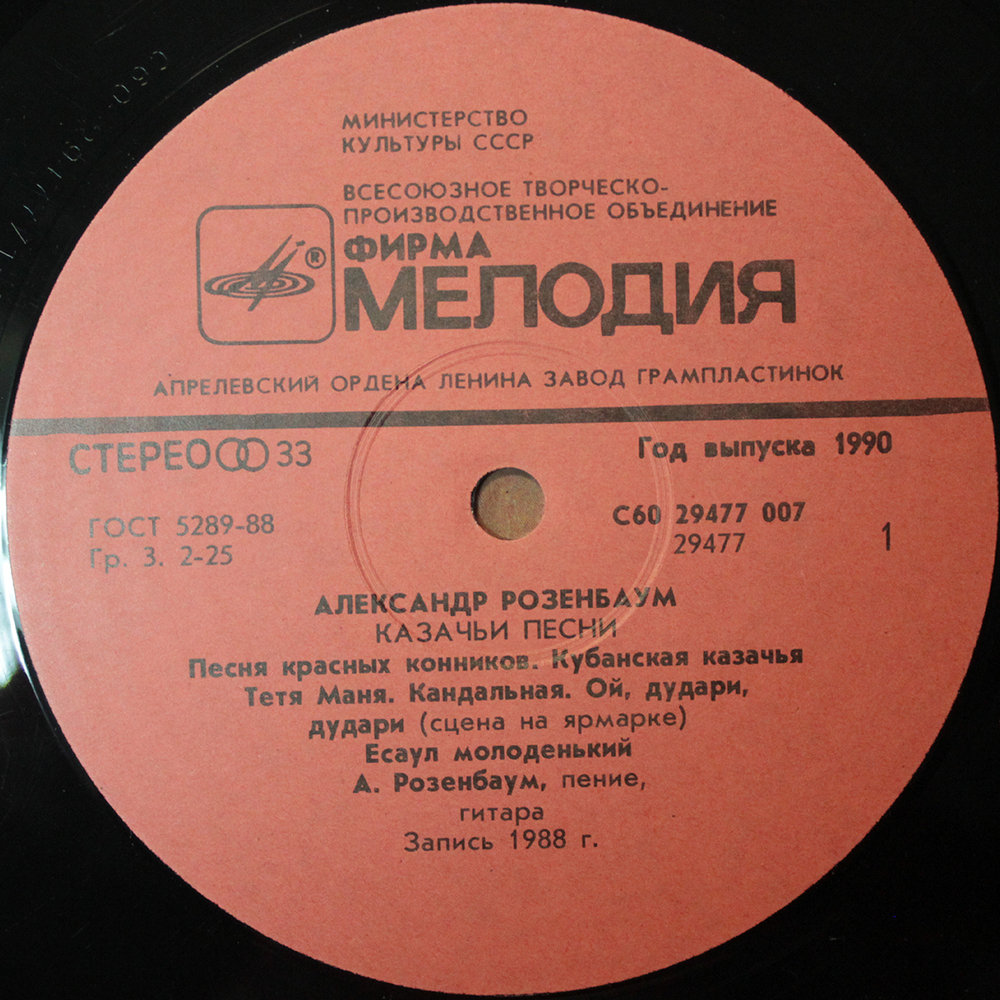 МИНИСТЕРСТВО
КУЛЬТУРЫ СССР
ВСЕСОЮЗНОЕ ТВОРЧЕСКО-
ПРОИЗВОДСТВЕННОЕ ОБЪЕДИНЕНИЕ
ФИРМА
®
МЕЛОДИЯ
АПРЕЛЕВСКИЙ ОРДЕНА ЛЕНИНА ЗАВОД ГРАМПЛАСТИНОК
СТЕРЕО 33
Год выпуска 1990
ГОСТ 5289-88
Гр. 3. 2-25
С60 29477 007
29477
1
АЛЕКСАНДР РОЗЕНБАУМ
КАЗАЧЬИ ПЕСНИ
Песня красных конников. Кубанская казачья
Тетя Маня. Кандальная. Ой, дудари,
дудари (сцена на ярмарке)
Есаул молоденький
А. Розенбаум, пение,
гитара
Запись 1988 г.